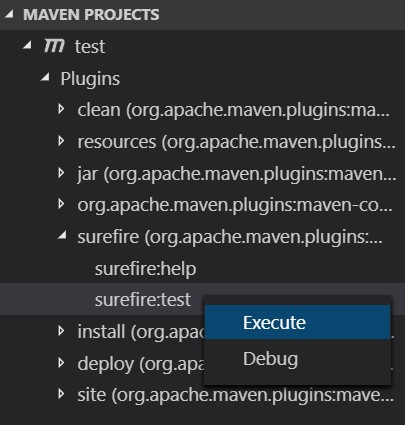 MAVEN PROJECTS
test
Plugins
clean (org.apache.maven.plugins:ma...
resources (org.apache.maven.plugins...
jar (org.apache.maven.plugins:maven...
org.apache.maven.plugins:maven-co...
surefire (org.apache.maven.plugins:...
surefire:help
surefire:test
Execute
install (org.apac
Debug
deploy (org.apa
site (org.apache.maven.plugins:mave...